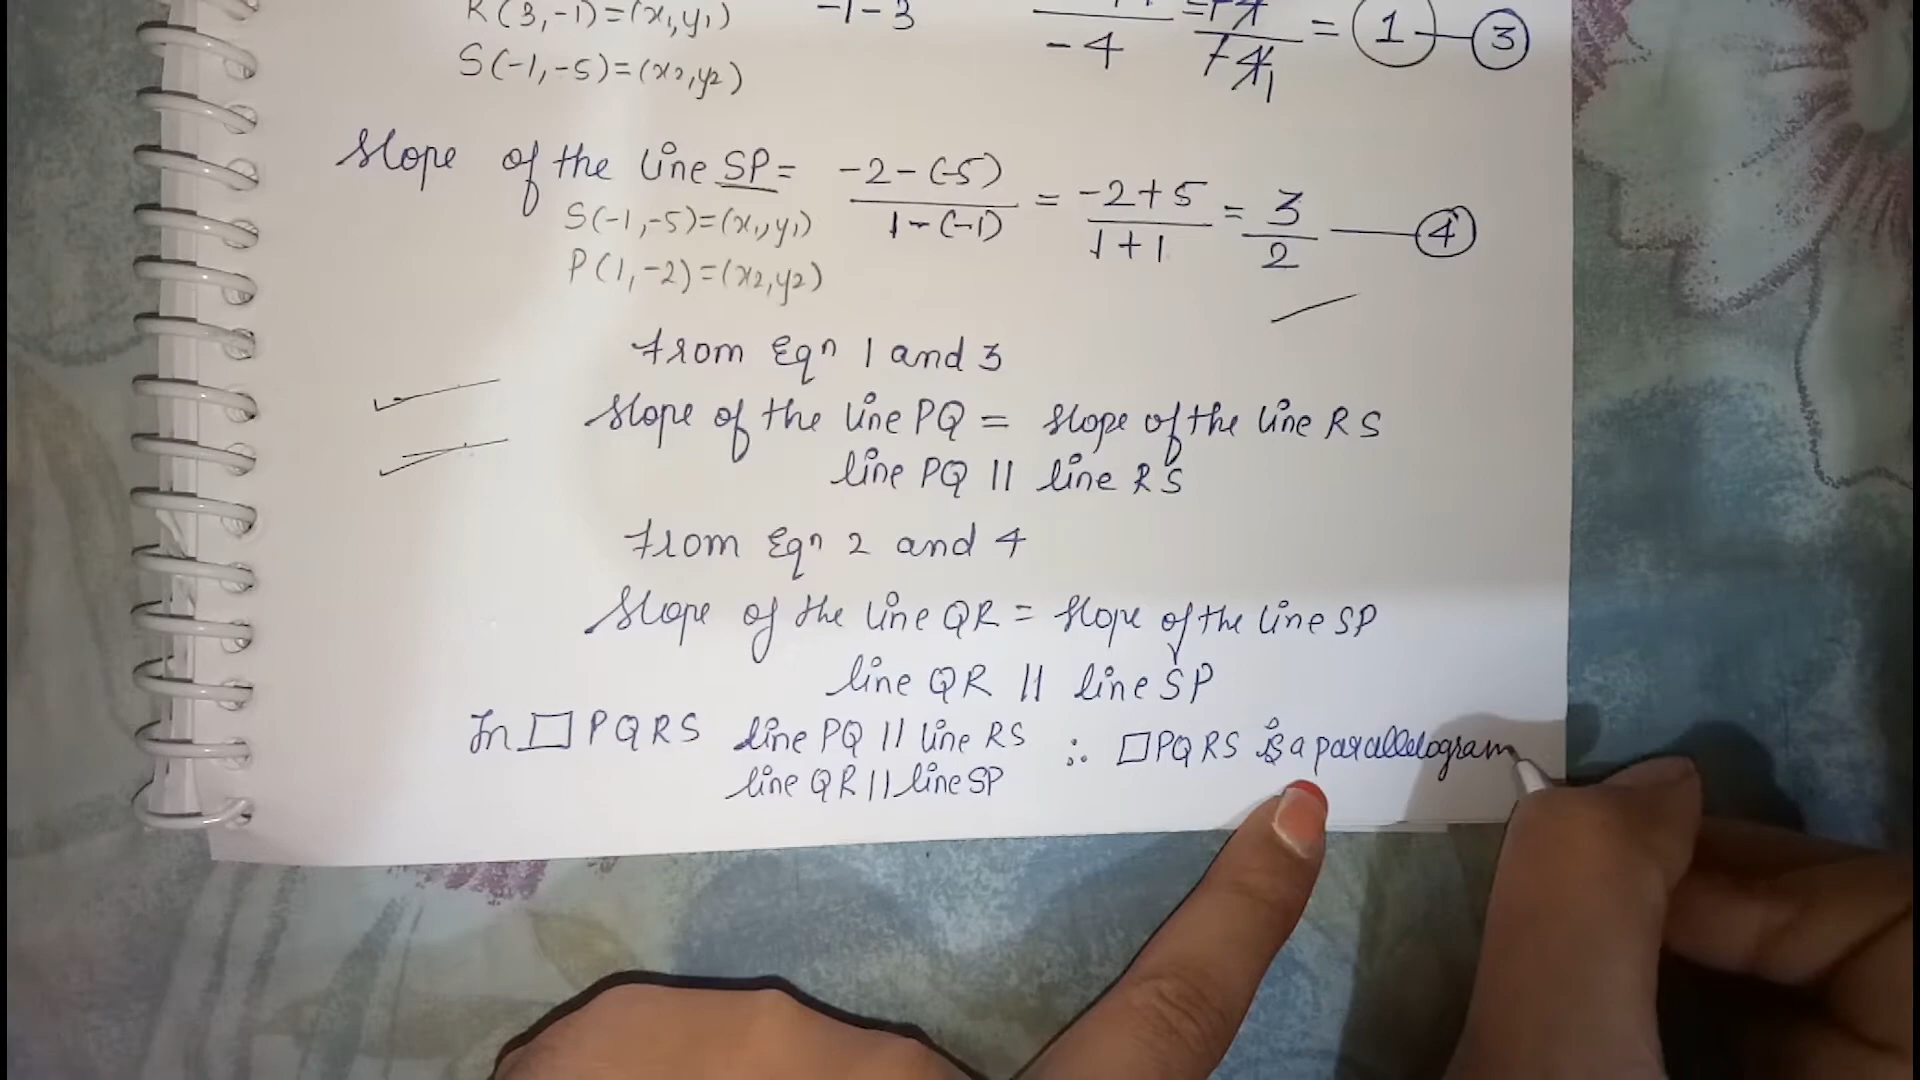 R(3,-1)=(x₁,y₁) -1-3 -4 = 1 — 3
S(-1,-5)=(x₂,y₂)
Slope of the line SP= -2-(-5)/1-(-1) = -2+5/1+1 = 3/2 — 4
S(-1,-5)=(x₁,y₁)
P(1,-2)=(x₂,y₂)
From Eqn 1 and 3
Slope of the line PQ = Slope of the line RS
line PQ || line RS
From Eqn 2 and 4
Slope of the line QR = Slope of the line SP
line QR || line SP
In □ PQRS line PQ || line RS ∴ □PQRS is a parallelogram
line QR || line SP